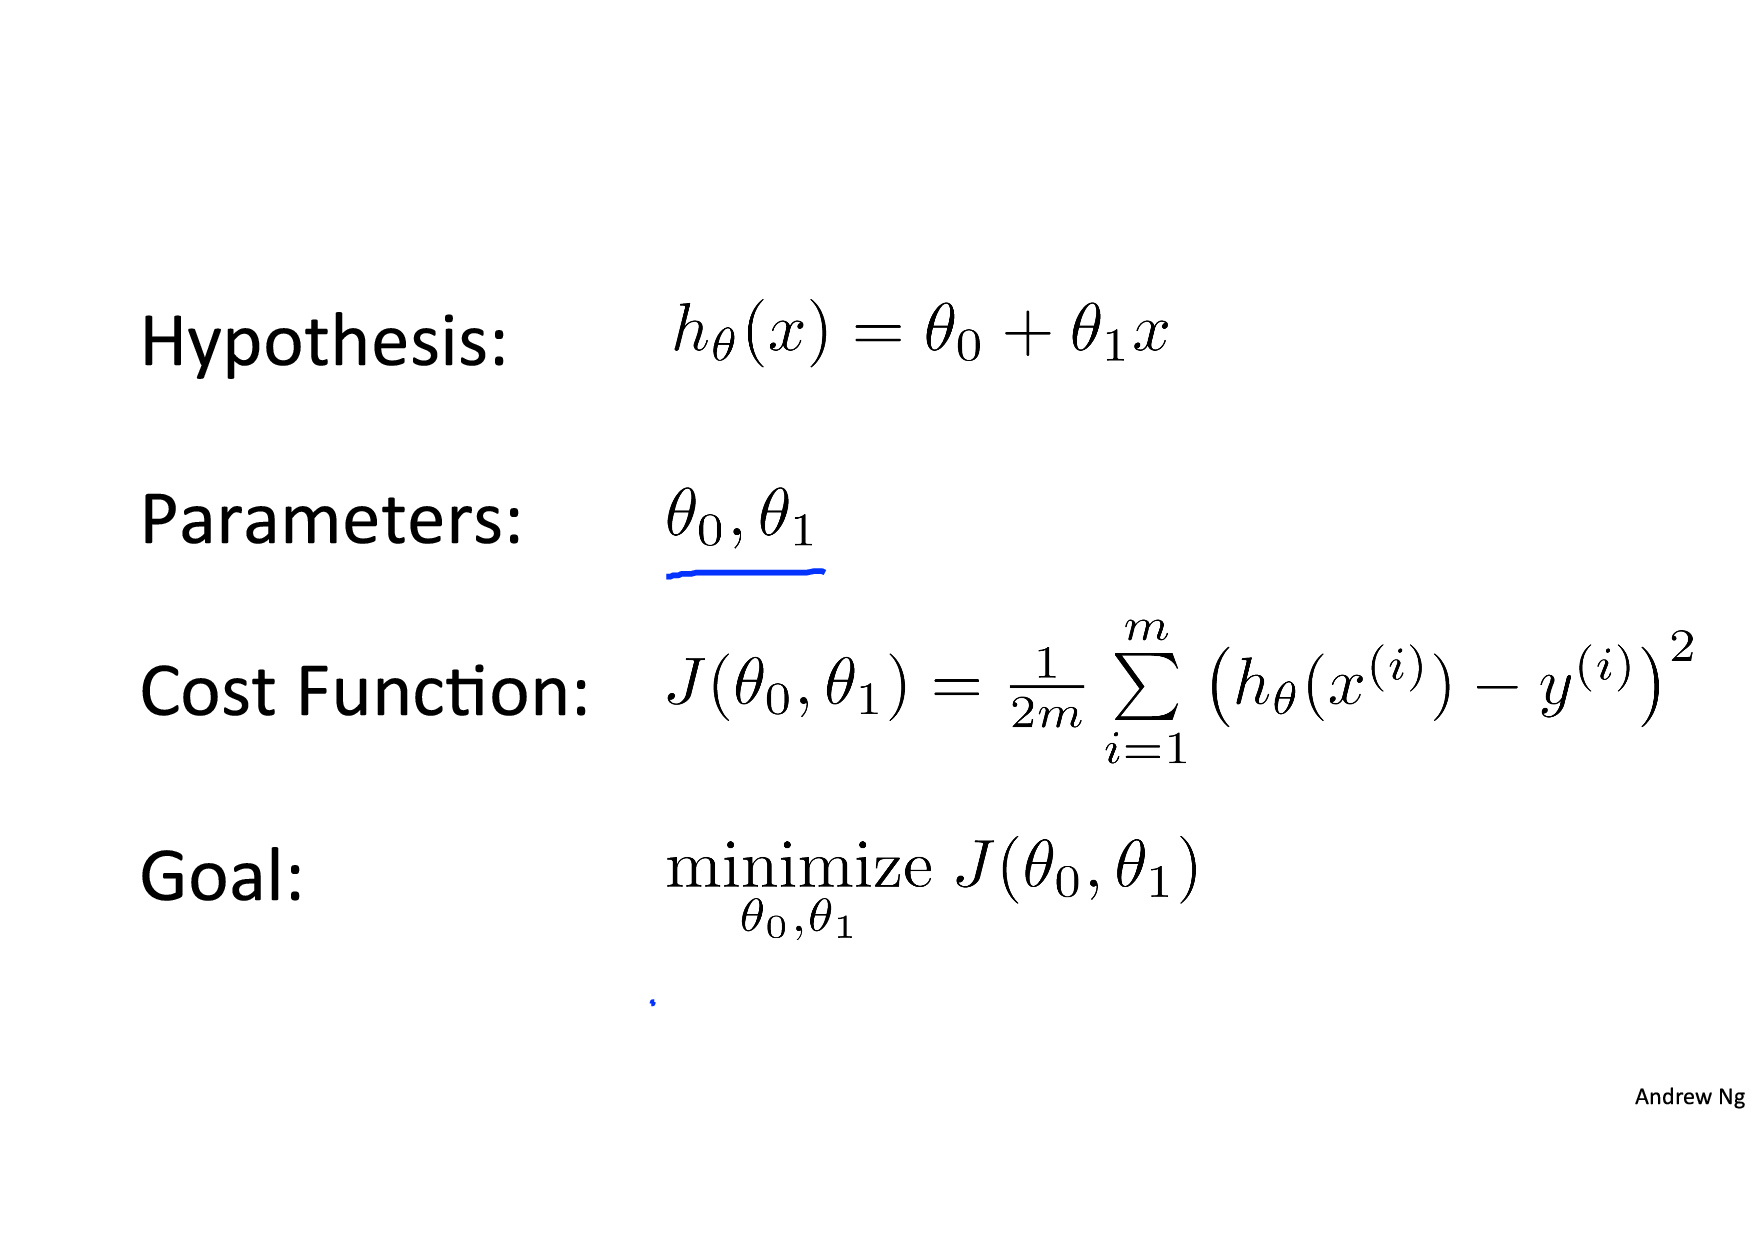 Hypothesis: $h_\theta(x) = \theta_0 + \theta_1 x$
Parameters: $\theta_0, \theta_1$
Cost Function: $J(\theta_0, \theta_1) = \frac{1}{2m} \sum_{i=1}^{m} \left( h_\theta(x^{(i)}) - y^{(i)} \right)^2$
Goal: $\underset{\theta_0, \theta_1}{\text{minimize}} \; J(\theta_0, \theta_1)$
Andrew Ng